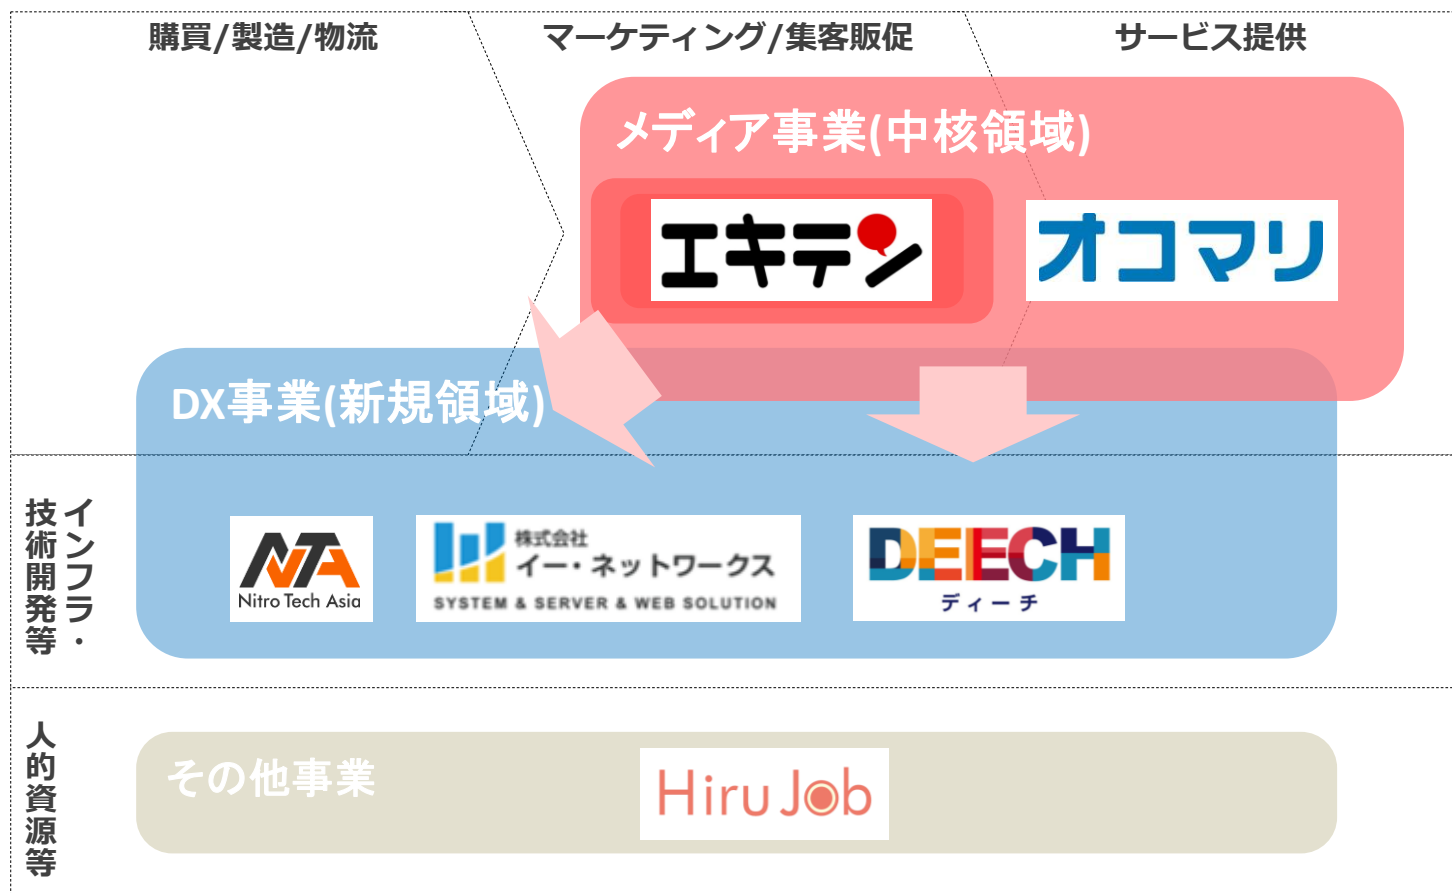 購買/製造/物流
マーケティング/集客販促
サービス提供
メディア事業(中核領域)
エキテン
オコマリ
DX事業(新規領域)
インフラ・
技術開発等
NTA
Nitro Tech Asia
株式会社
イー・ネットワークス
SYSTEM & SERVER & WEB SOLUTION
DEECH
ディーチ
人的資源等
その他事業
Hiru Job